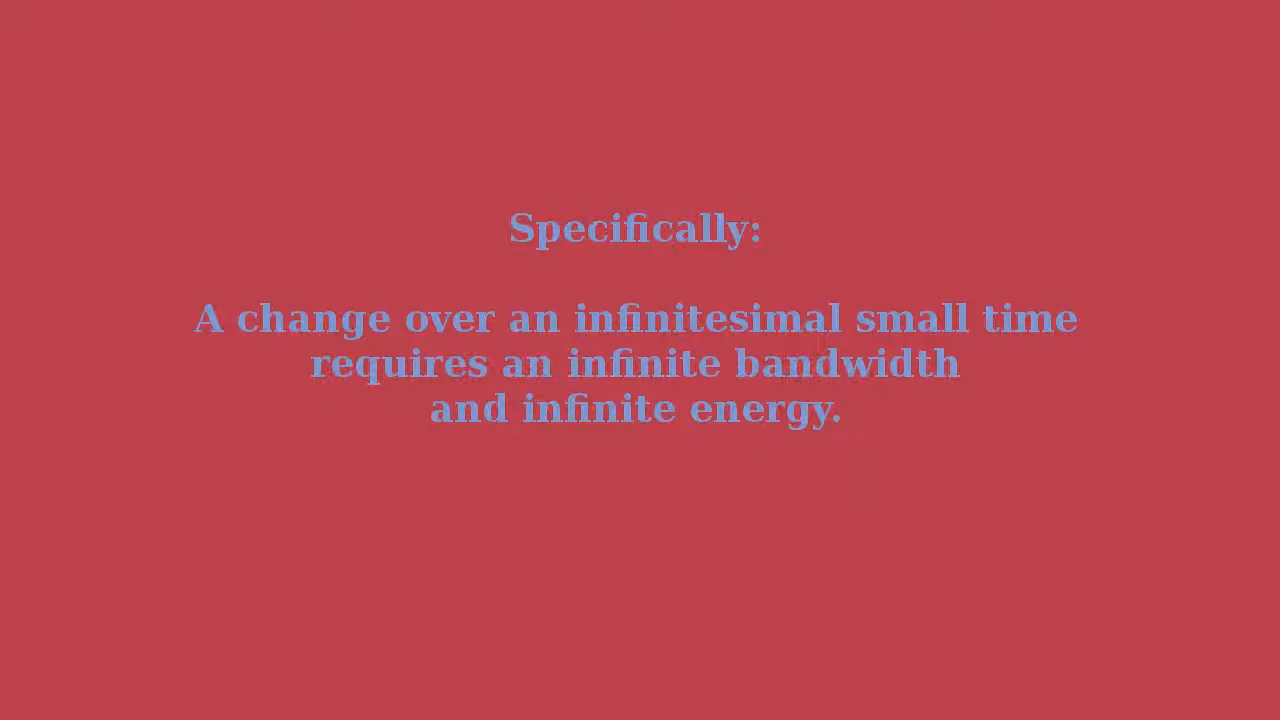 Specifically:
A change over an infinitesimal small time
requires an infinite bandwidth
and infinite energy.